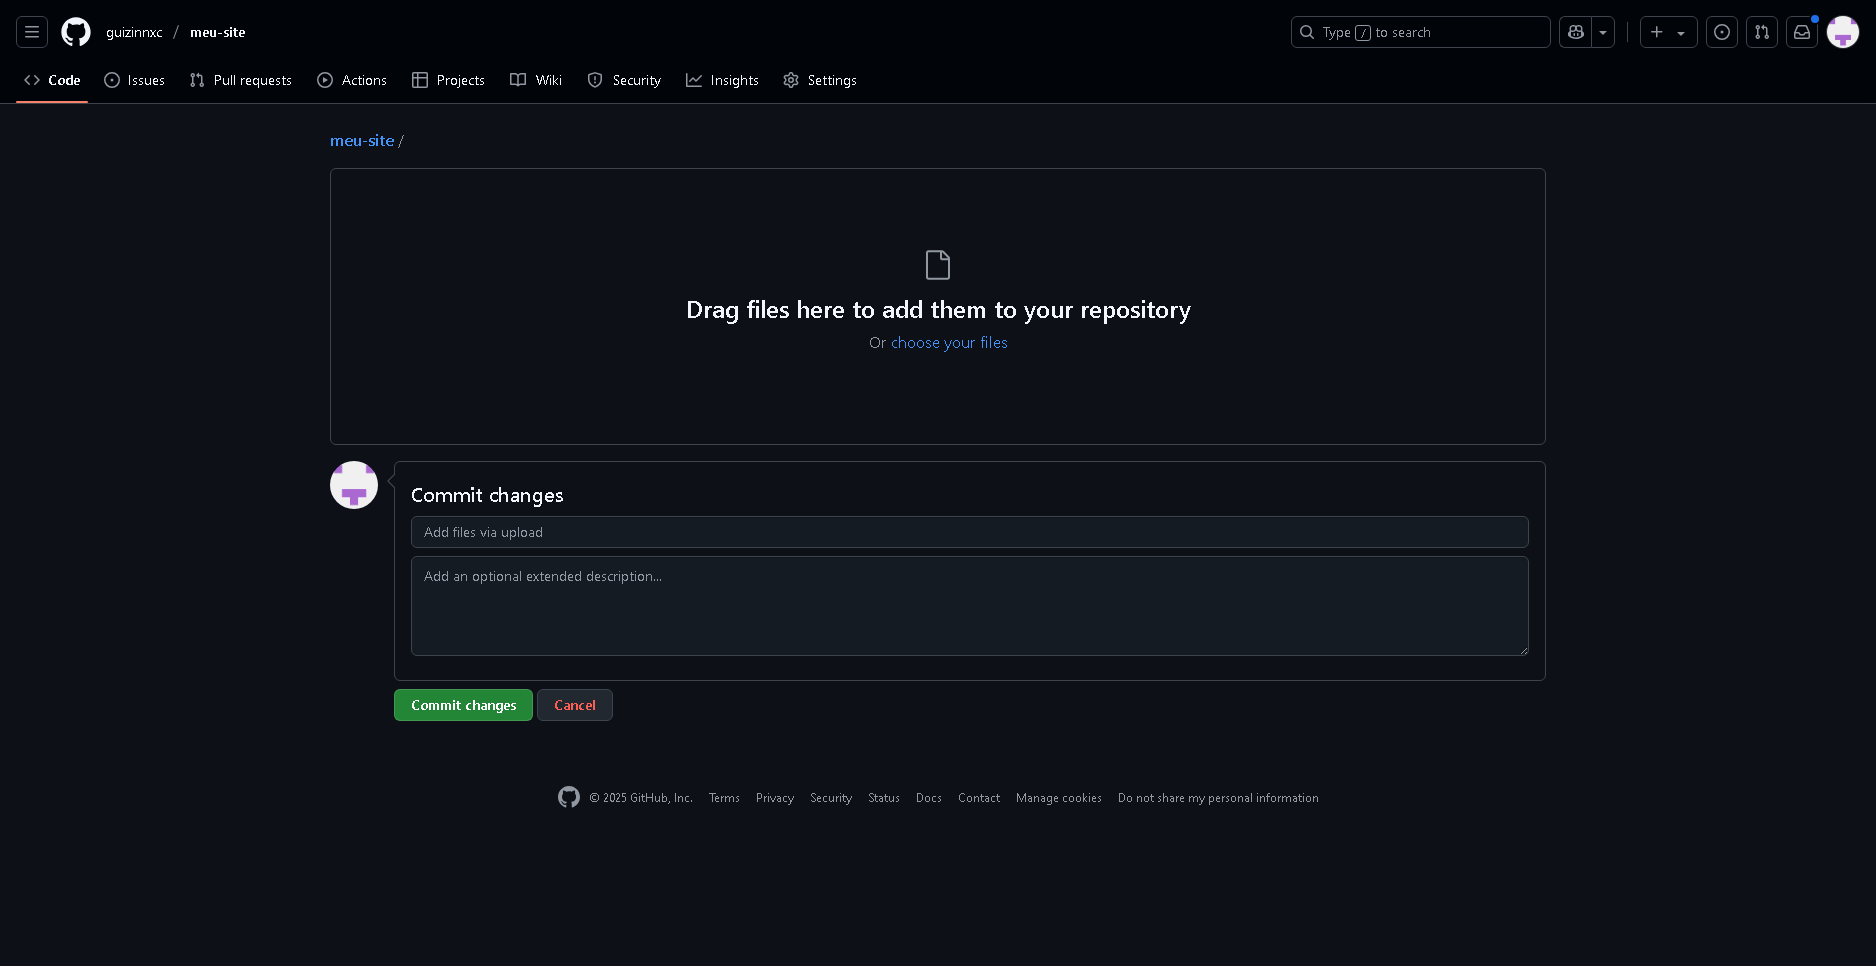 guizinnxc / meu-site
Type / to search
Code Issues Pull requests Actions Projects Wiki Security Insights Settings
meu-site /
Drag files here to add them to your repository
Or choose your files
Commit changes
Add files via upload
Add an optional extended description...
Commit changes Cancel
© 2025 GitHub, Inc. Terms Privacy Security Status Docs Contact Manage cookies Do not share my personal information